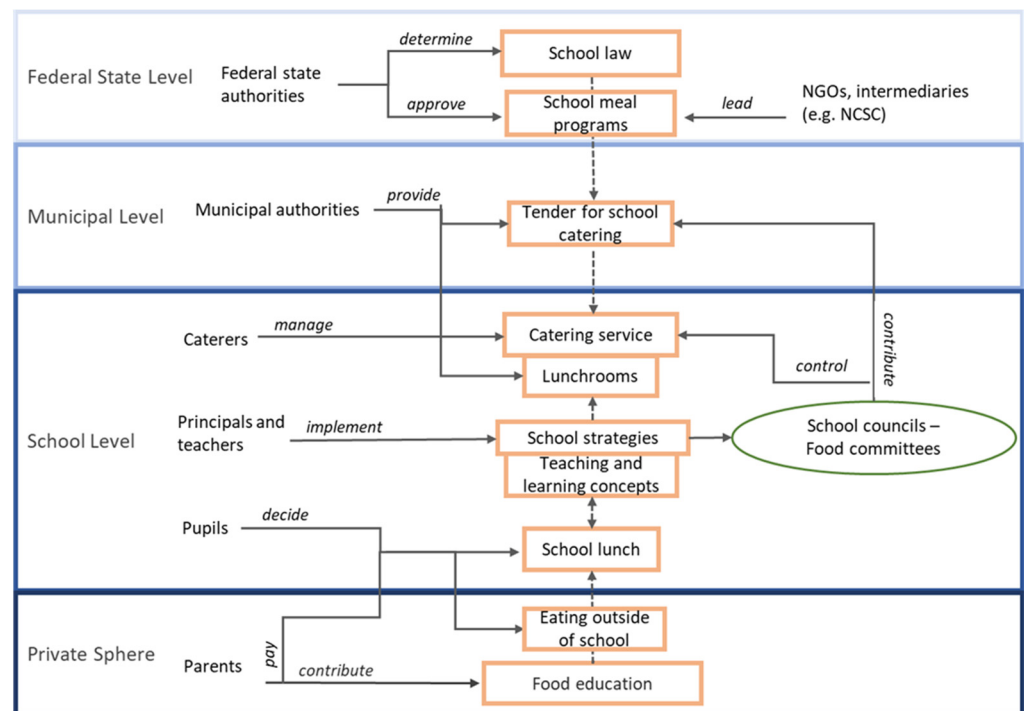 Federal State Level
Federal state
authorities
determine
approve
School law
School meal
programs
lead
NGOs, intermediaries
(e.g. NCSC)
Municipal Level
Municipal authorities
provide
Tender for school
catering
School Level
Caterers
manage
Catering service
Lunchrooms
control
contribute
Principals and
teachers
implement
School strategies
Teaching and
learning concepts
School councils –
Food committees
Pupils
decide
School lunch
Private Sphere
Parents
pay
contribute
Eating outside
of school
Food education